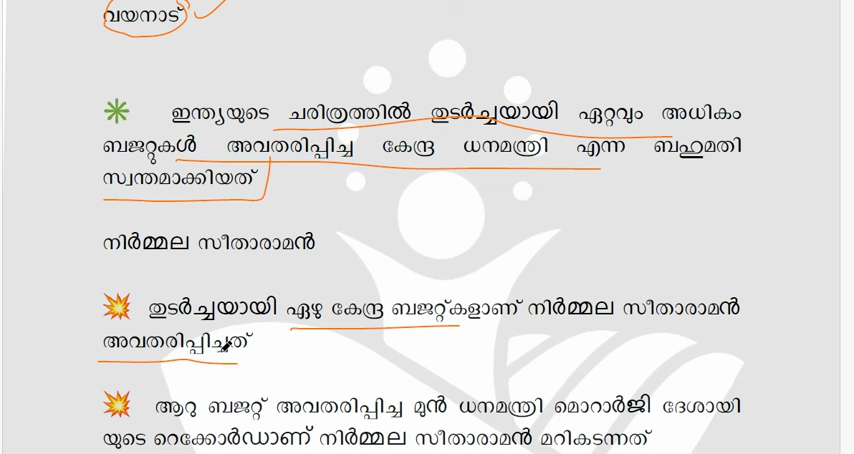 വയനാട്
ഇന്ത്യയുടെ ചരിത്രത്തിൽ തുടർച്ചയായി ഏറ്റവും അധികം
ബജറ്റുകൾ അവതരിപ്പിച്ച കേന്ദ്ര ധനമന്ത്രി എന്ന ബഹുമതി
സ്വന്തമാക്കിയത്
നിർമ്മല സീതാരാമൻ
തുടർച്ചയായി ഏഴു കേന്ദ്ര ബജറ്റ്കളാണ് നിർമ്മല സീതാരാമൻ
അവതരിപ്പിച്ചത്
ആറു ബജറ്റ് അവതരിപ്പിച്ച മുൻ ധനമന്ത്രി മൊറാർജി ദേശായി
യുടെ റെക്കോർഡാണ് നിർമ്മല സീതാരാമൻ മറികടന്നത്